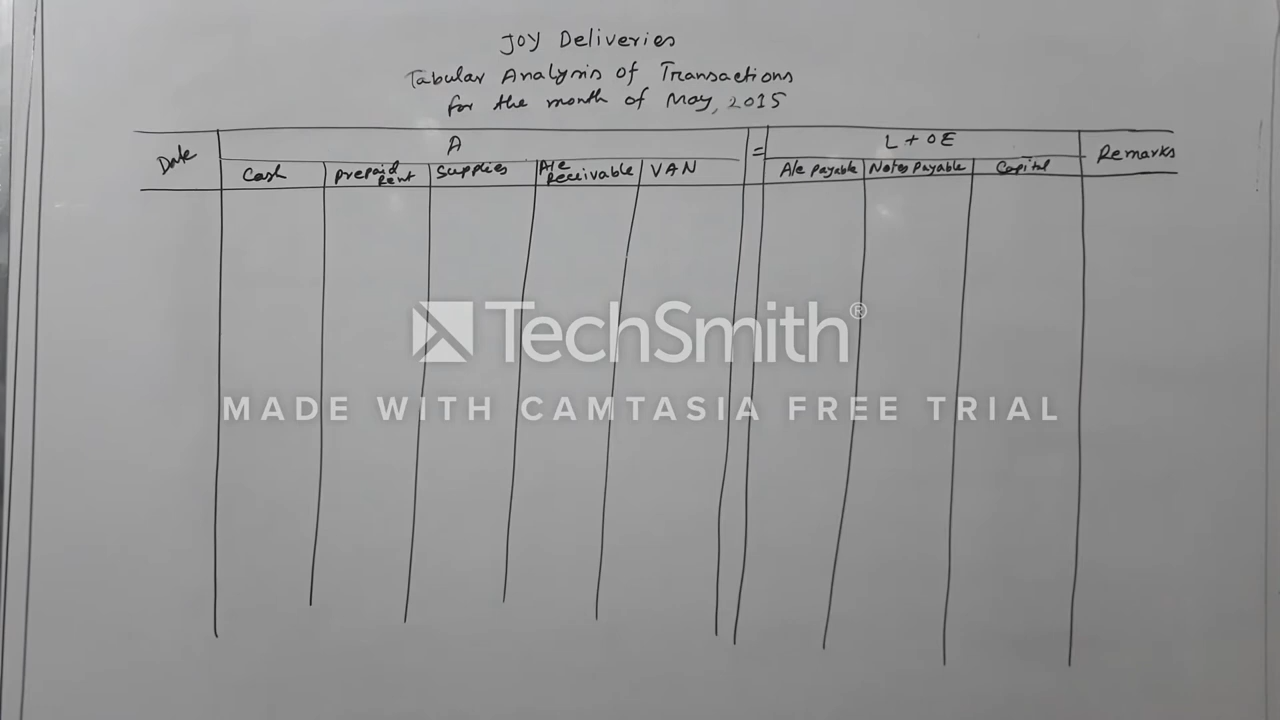 JOY Deliveries
Tabular Analysis of Transactions
for the month of May, 2015
Date
A
=
L + OE
Remarks
Cash
Prepaid Rent
Supplies
A/c Receivable
VAN
A/c Payable
Notes Payable
Capital
TechSmith®
MADE WITH CAMTASIA FREE TRIAL